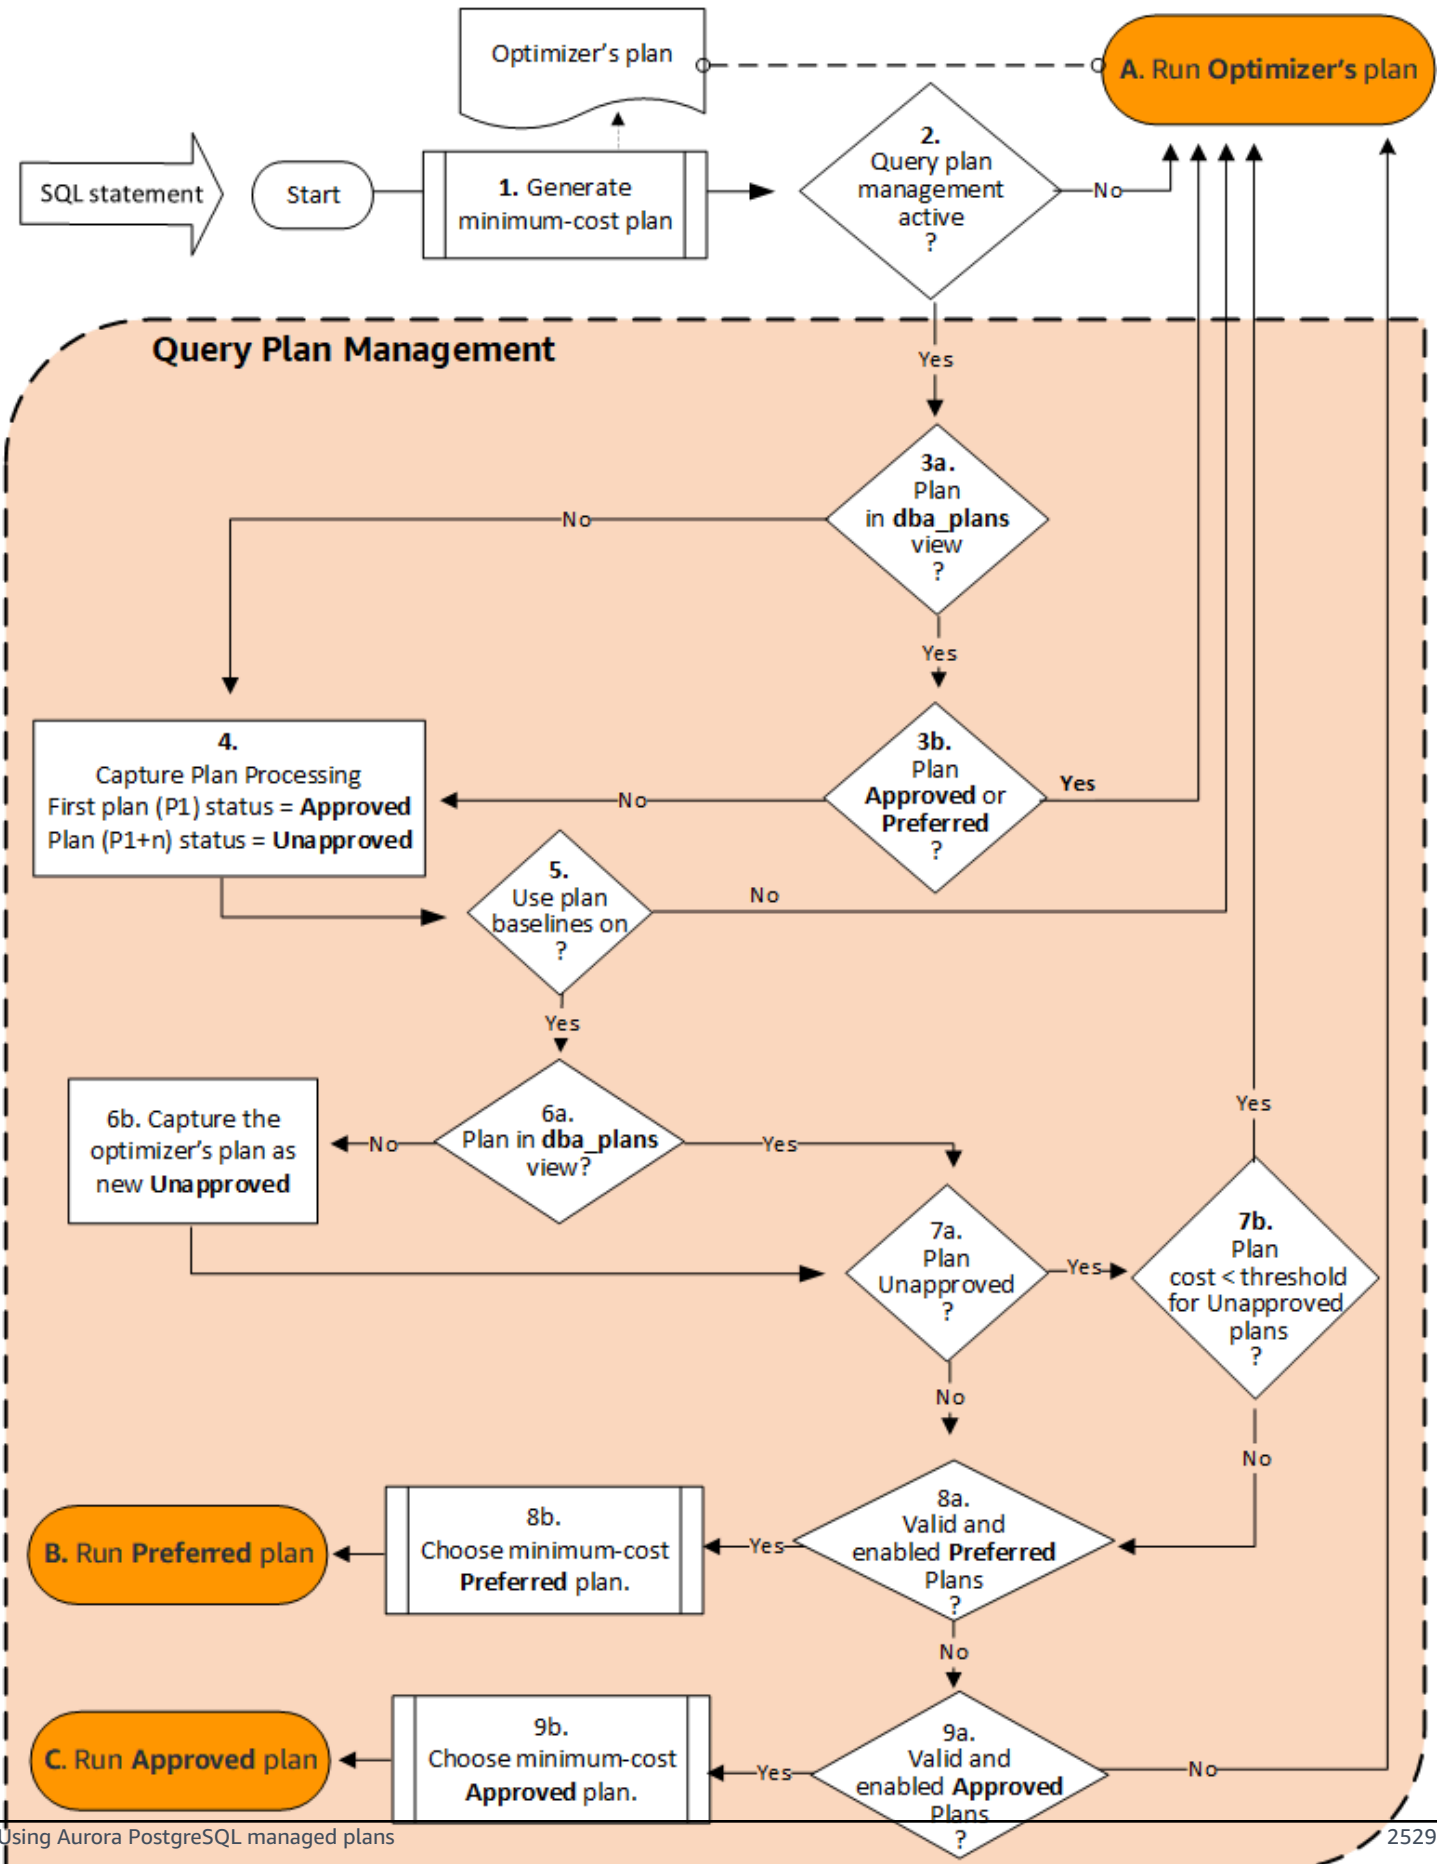 Optimizer's plan
A. Run Optimizer's plan
SQL statement
Start
1. Generate
minimum-cost plan
2.
Query plan
management
active
?
No
Query Plan Management
Yes
3a.
Plan
in dba_plans
view
?
No
Yes
4.
Capture Plan Processing
First plan (P1) status = Approved
Plan (P1+n) status = Unapproved
No
3b.
Plan
Approved or
Preferred
?
Yes
5.
Use plan
baselines on
?
No
Yes
6b. Capture the
optimizer's plan as
new Unapproved
No
6a.
Plan in dba_plans
view?
Yes
7a.
Plan
Unapproved
?
Yes
7b.
Plan
cost < threshold
for Unapproved
plans
?
Yes
No
No
B. Run Preferred plan
8b.
Choose minimum-cost
Preferred plan.
Yes
8a.
Valid and
enabled Preferred
Plans
?
No
C. Run Approved plan
9b.
Choose minimum-cost
Approved plan.
Yes
9a.
Valid and
enabled Approved
Plans
?
No
Using Aurora PostgreSQL managed plans
2529